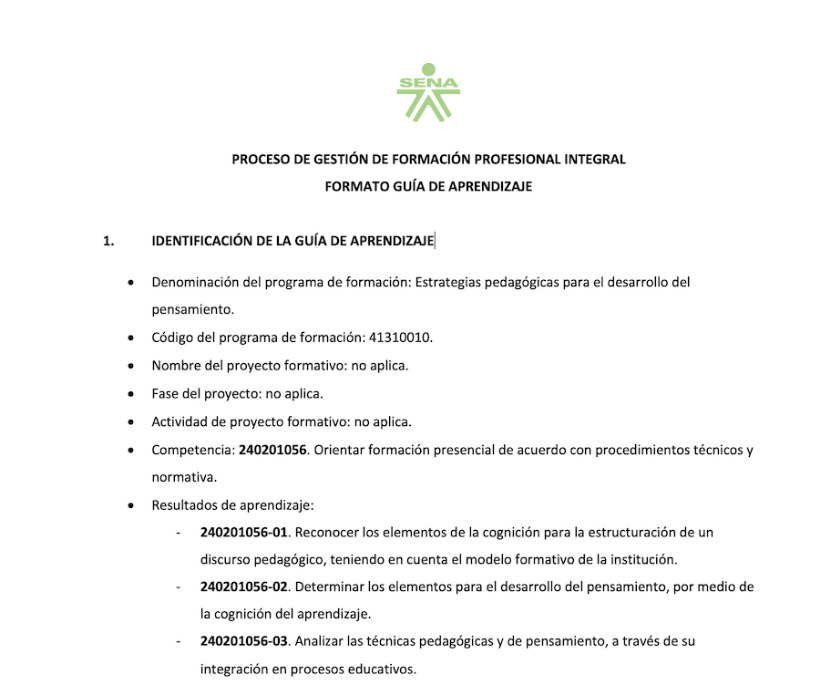 SENA
PROCESO DE GESTIÓN DE FORMACIÓN PROFESIONAL INTEGRAL
FORMATO GUÍA DE APRENDIZAJE
1. IDENTIFICACIÓN DE LA GUÍA DE APRENDIZAJE
• Denominación del programa de formación: Estrategias pedagógicas para el desarrollo del
pensamiento.
• Código del programa de formación: 41310010.
• Nombre del proyecto formativo: no aplica.
• Fase del proyecto: no aplica.
• Actividad de proyecto formativo: no aplica.
• Competencia: 240201056. Orientar formación presencial de acuerdo con procedimientos técnicos y
normativa.
• Resultados de aprendizaje:
- 240201056-01. Reconocer los elementos de la cognición para la estructuración de un
discurso pedagógico, teniendo en cuenta el modelo formativo de la institución.
- 240201056-02. Determinar los elementos para el desarrollo del pensamiento, por medio de
la cognición del aprendizaje.
- 240201056-03. Analizar las técnicas pedagógicas y de pensamiento, a través de su
integración en procesos educativos.